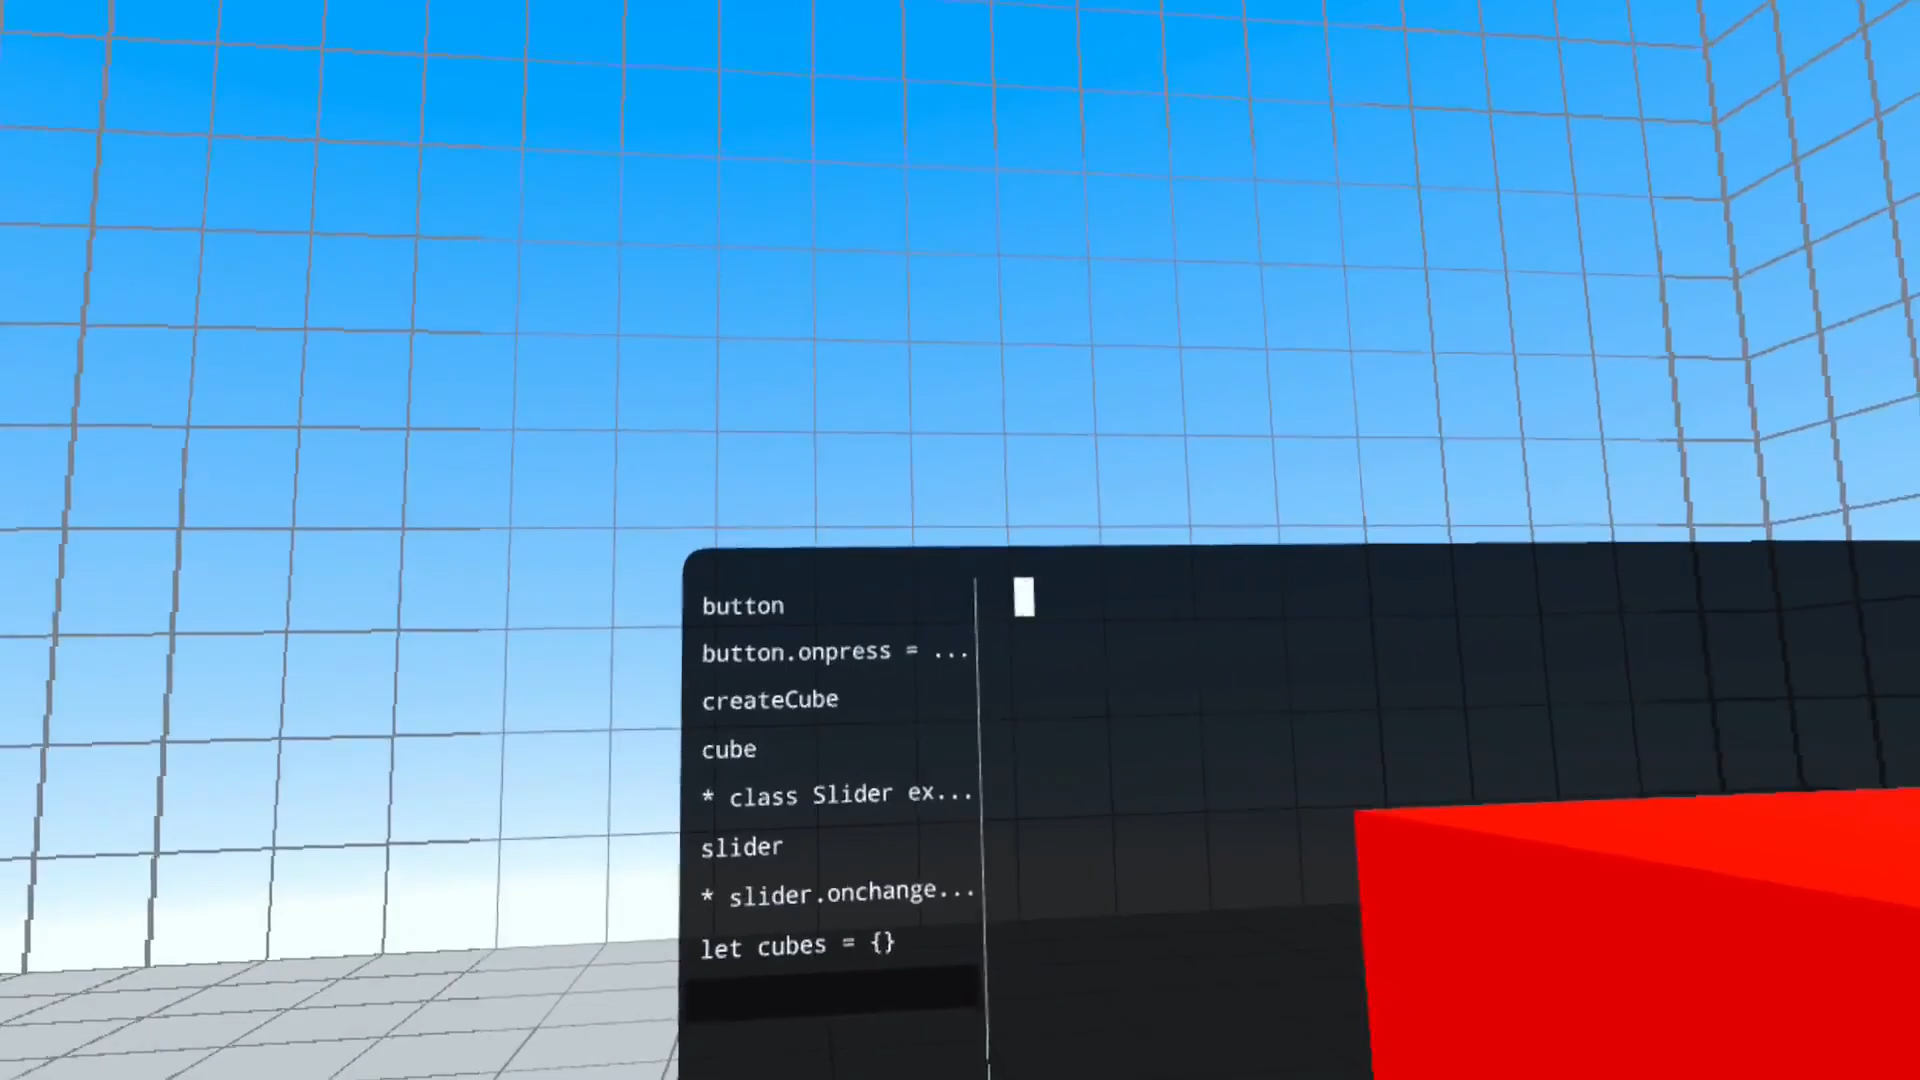 button
button.onpress = ...
createCube
cube
* class Slider ex...
slider
* slider.onchange...
let cubes = {}